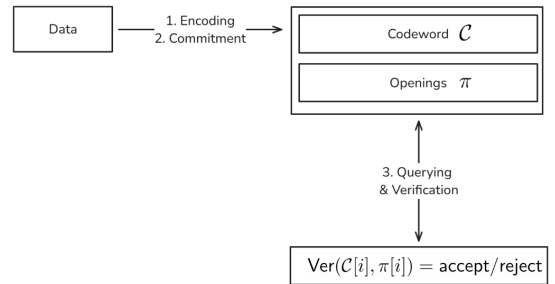 Data
1. Encoding
2. Commitment
Codeword 𝒞
Openings π
3. Querying
& Verification
Ver(𝒞[i], π[i]) = accept/reject